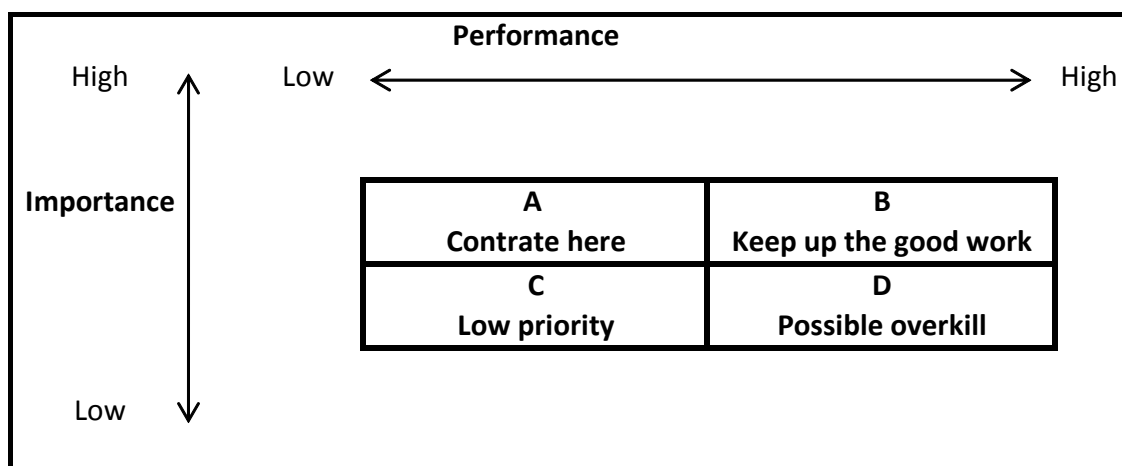 Performance
High
Low
High
Importance
A
B
Contrate here
Keep up the good work
C
D
Low priority
Possible overkill
Low